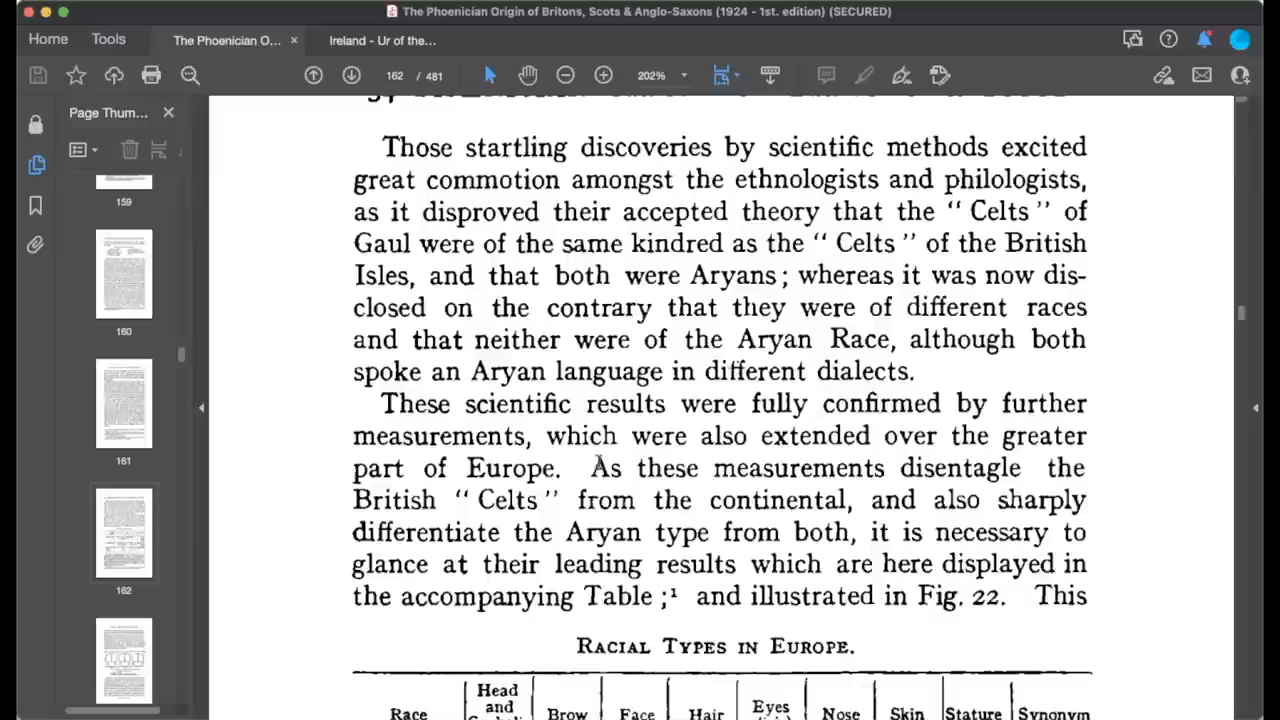 The Phoenician Origin of Britons, Scots & Anglo-Saxons (1924 - 1st. edition) (SECURED)
Home Tools The Phoenician O... × Ireland - Ur of the...
162 / 481 202%
Page Thum... ×
159
160
161
162
Those startling discoveries by scientific methods excited
great commotion amongst the ethnologists and philologists,
as it disproved their accepted theory that the “ Celts ” of
Gaul were of the same kindred as the “ Celts ” of the British
Isles, and that both were Aryans ; whereas it was now dis-
closed on the contrary that they were of different races
and that neither were of the Aryan Race, although both
spoke an Aryan language in different dialects.
These scientific results were fully confirmed by further
measurements, which were also extended over the greater
part of Europe. As these measurements disentagle the
British “ Celts ” from the continental, and also sharply
differentiate the Aryan type from both, it is necessary to
glance at their leading results which are here displayed in
the accompanying Table ;¹ and illustrated in Fig. 22. This
RACIAL TYPES IN EUROPE.
Race Head and Brow Face Hair Eyes Nose Skin Stature Synonym